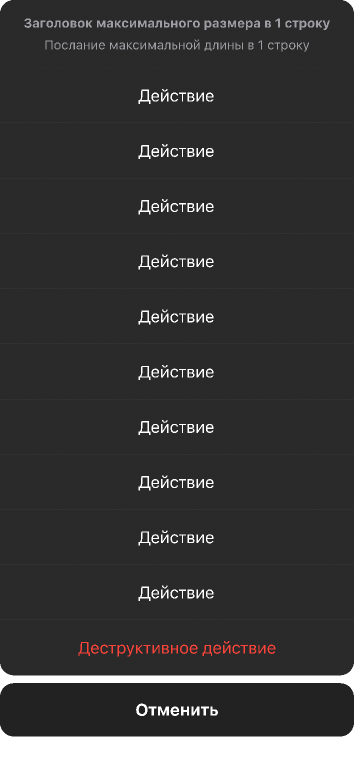 Заголовок максимального размера в 1 строку
Послание максимальной длины в 1 строку
Действие
Действие
Действие
Действие
Действие
Действие
Действие
Действие
Действие
Действие
Деструктивное действие
Отменить